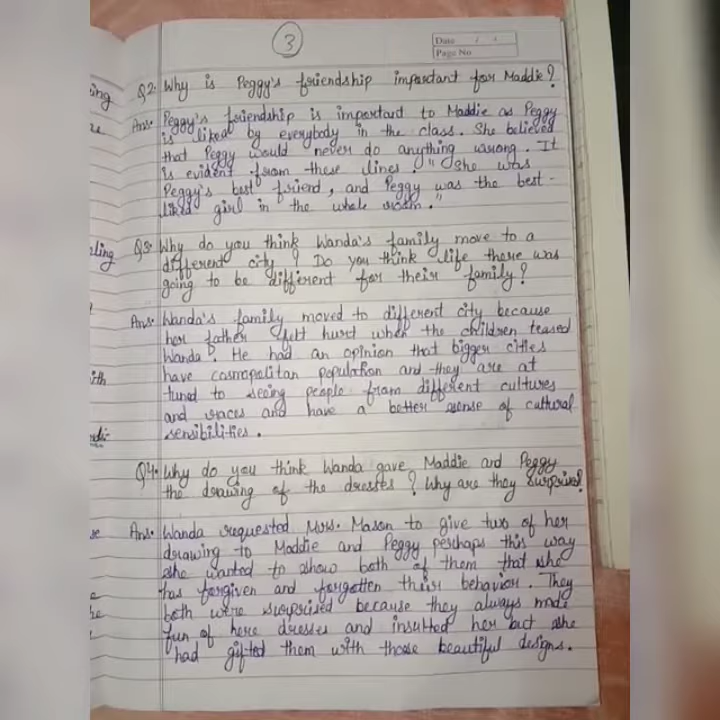 3
Date / /
Page No
Q2. Why is Peggy's friendship important for Maddie?
Ans. Peggy's friendship is important to Maddie as Peggy
is liked by everybody in the class. She believed
that Peggy would never do anything wrong. It
is evident from these lines. "She was
Peggy's best friend, and Peggy was the best-
liked girl in the whole room."
Q3. Why do you think Wanda's family move to a
different city? Do you think life there was
going to be different for their family?
Ans. Wanda's family moved to different city because
her father felt hurt when the children teased
Wanda. He had an opinion that bigger cities
have cosmopolitan population and they are at
tuned to seeing people from different cultures
and races and have a better sense of cultural
sensibilities.
Q4. Why do you think Wanda gave Maddie and Peggy
the drawing of the dresses? Why are they surprised?
Ans. Wanda requested Mrs. Mason to give two of her
drawing to Maddie and Peggy perhaps this way
she wanted to show both of them that she
has forgiven and forgotten their behavior. They
both were surprised because they always made
fun of here dresses and insulted her but she
had gifted them with those beautiful designs.